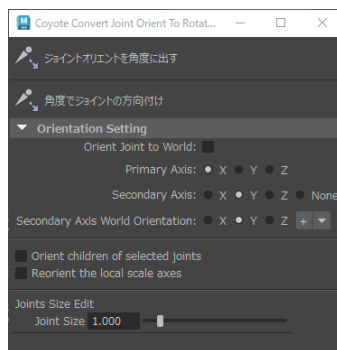 Coyote Convert Joint Orient To Rotat...
ジョイントオリエントを角度に出す
角度でジョイントの方向付け
Orientation Setting
Orient Joint to World:
Primary Axis: X Y Z
Secondary Axis: X Y Z None
Secondary Axis World Orientation: X Y Z +
Orient children of selected joints
Reorient the local scale axes
Joints Size Edit
Joint Size 1.000